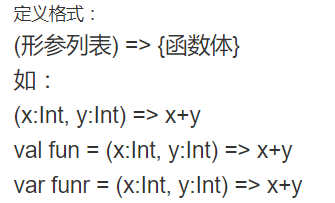 定义格式：
(形参列表) => {函数体}
如：
(x:Int, y:Int) => x+y
val fun = (x:Int, y:Int) => x+y
var funr = (x:Int, y:Int) => x+y